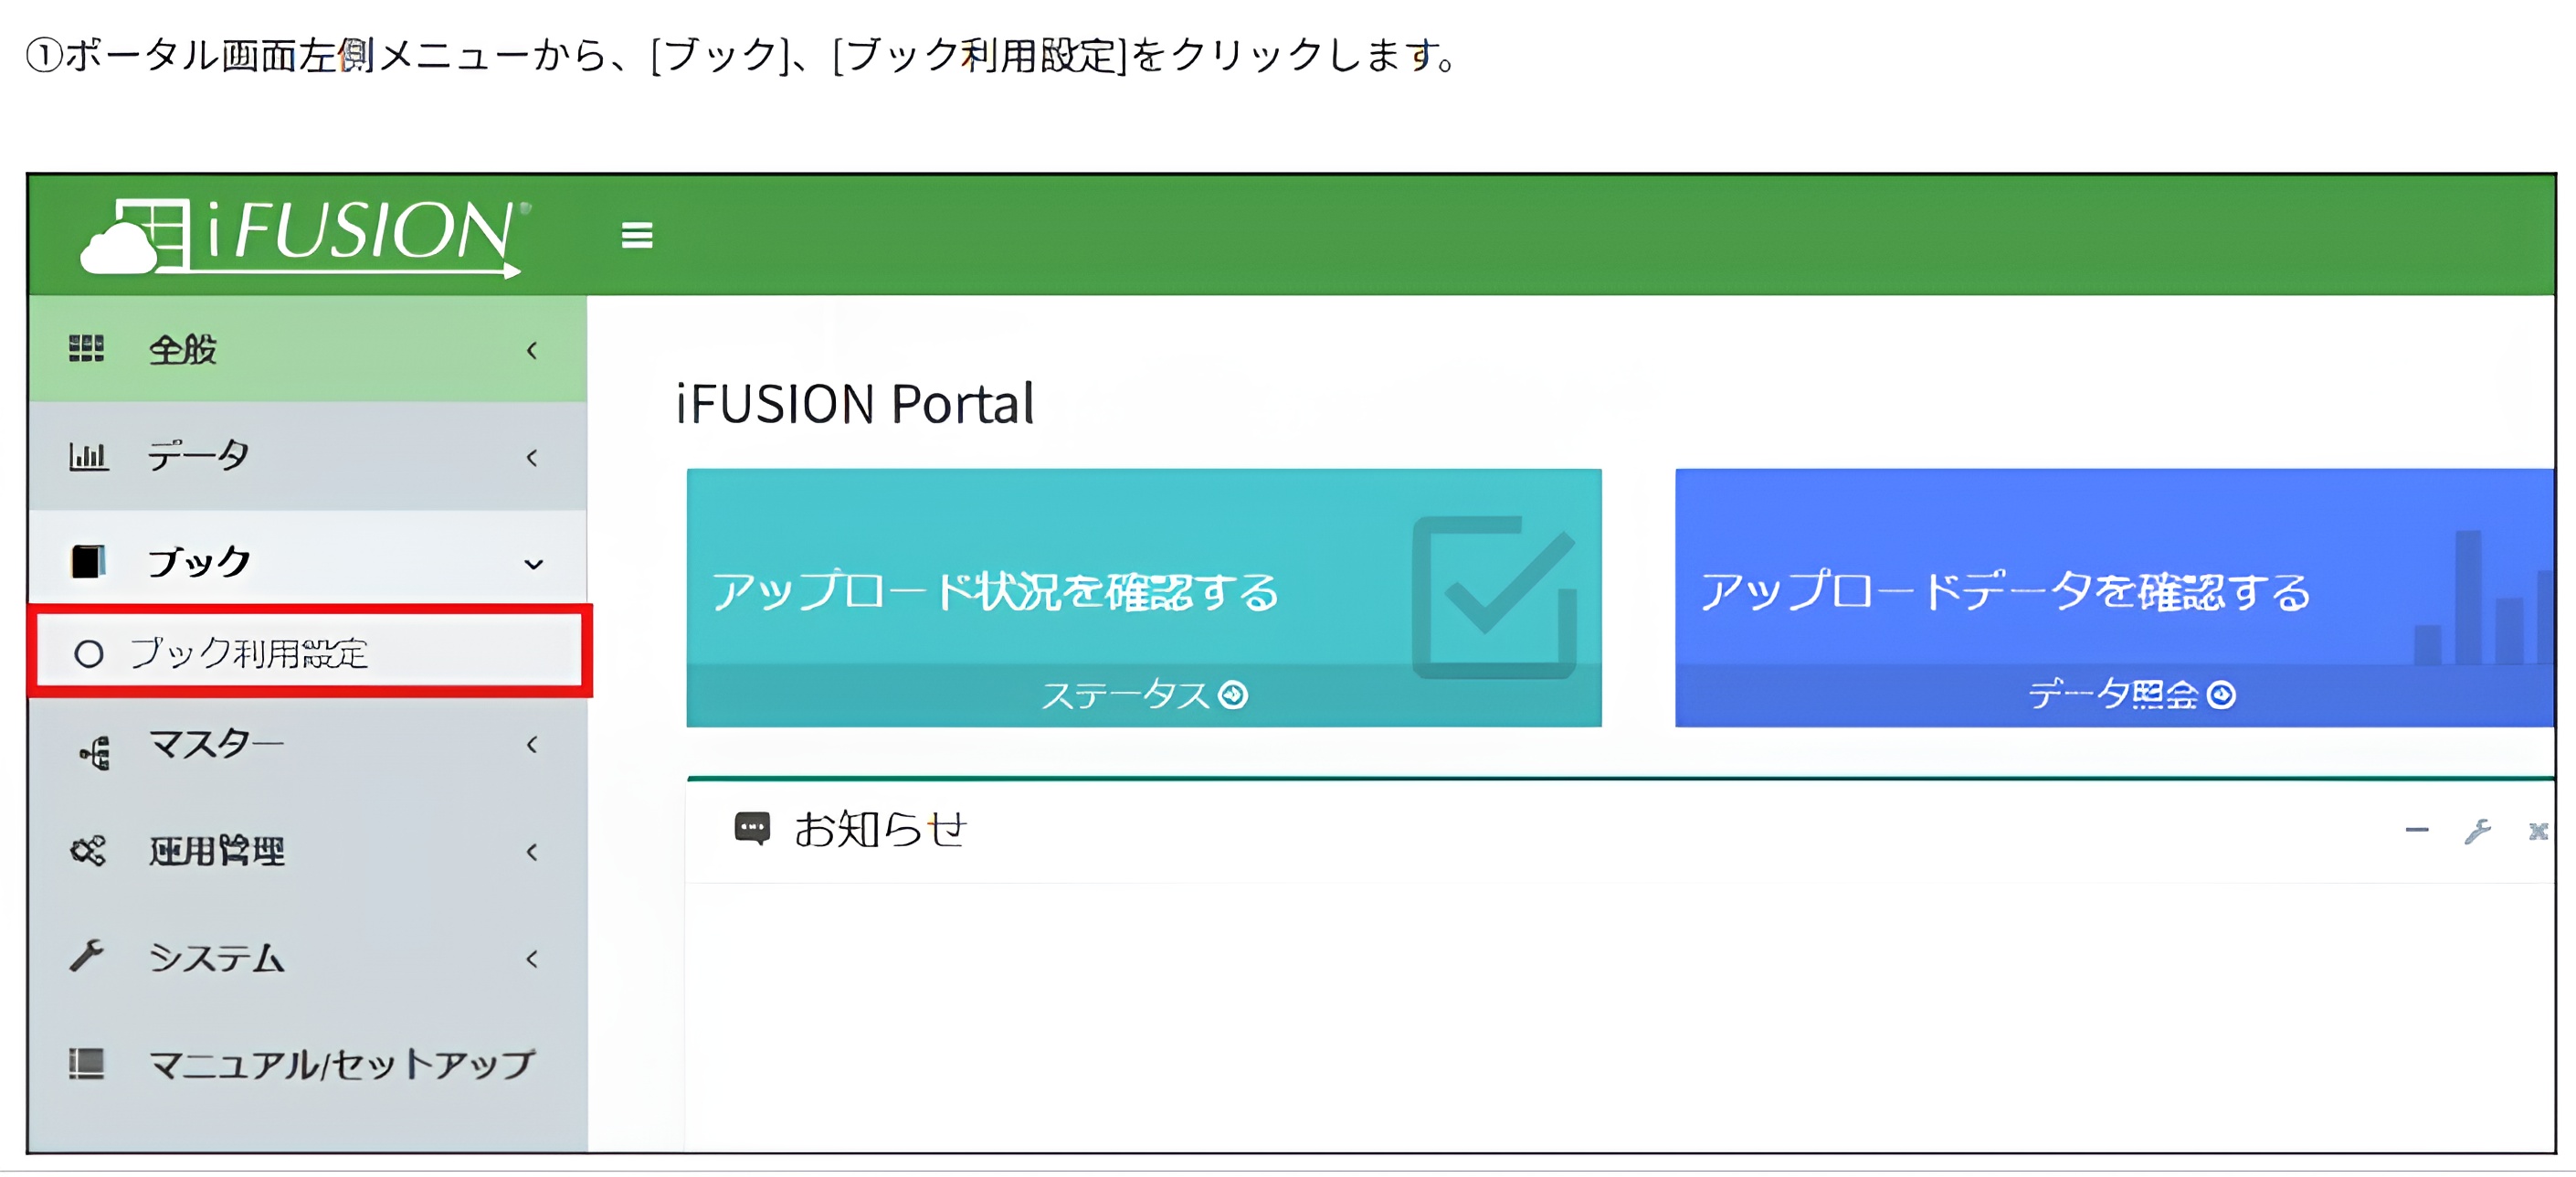 ①ポータル画面左側メニューから、[ブック]、[ブック利用設定]をクリックします。
iFUSION
全般
データ
ブック
ブック利用設定
マスター
運用管理
システム
マニュアル/セットアップ
iFUSION Portal
アップロード状況を確認する
ステータス
アップロードデータを確認する
データ照会
お知らせ